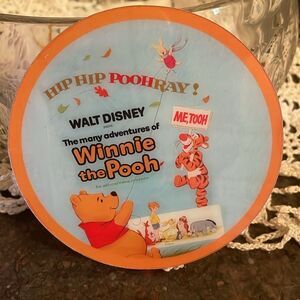 HIP HIP POOHRAY!
WALT DISNEY
ME, TOOH
The many adventures of
Winnie
the Pooh